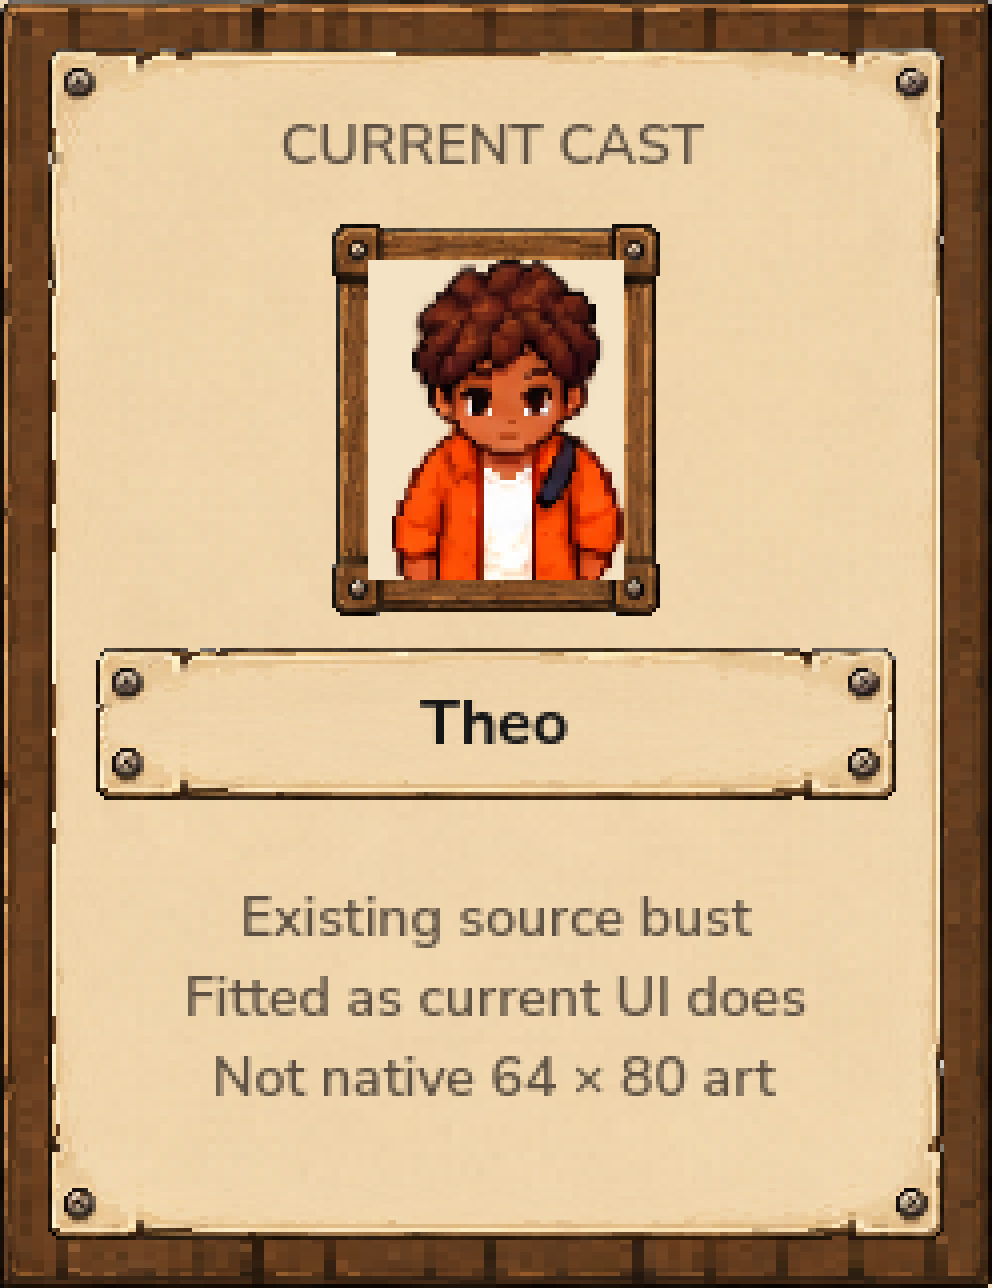 CURRENT CAST
Theo
Existing source bust
Fitted as current UI does
Not native 64 × 80 art